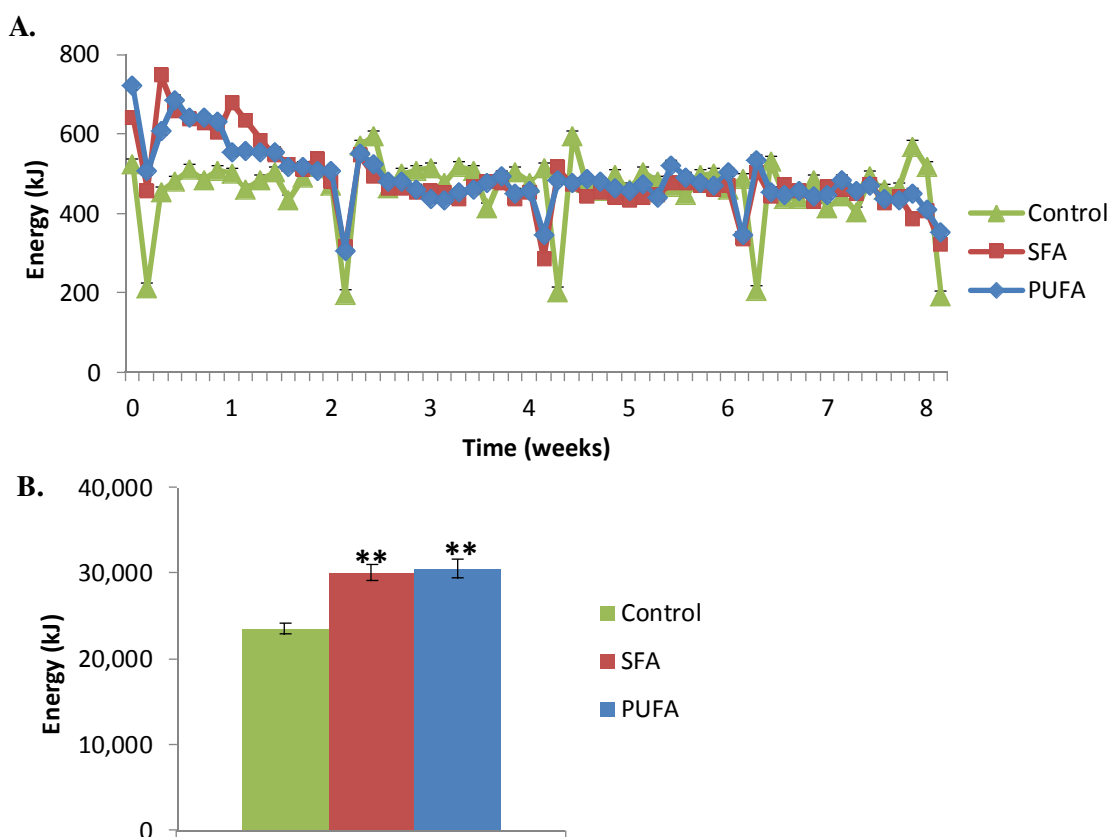 A.
800
600
400
200
0
Energy (kJ)
0 1 2 3 4 5 6 7 8
Time (weeks)
Control
SFA
PUFA
B.
40,000
30,000
20,000
10,000
0
Energy (kJ)
** **
Control
SFA
PUFA